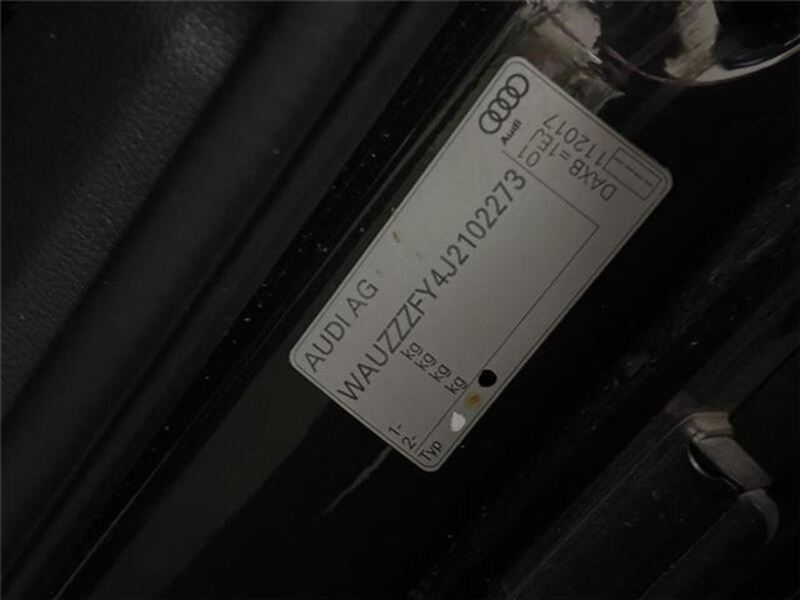 AUDI AG
WAUZZZFY4J2102273
kg
kg
kg
kg
1-
2-
Typ
Audi
01
DAXB =1EJ
112017